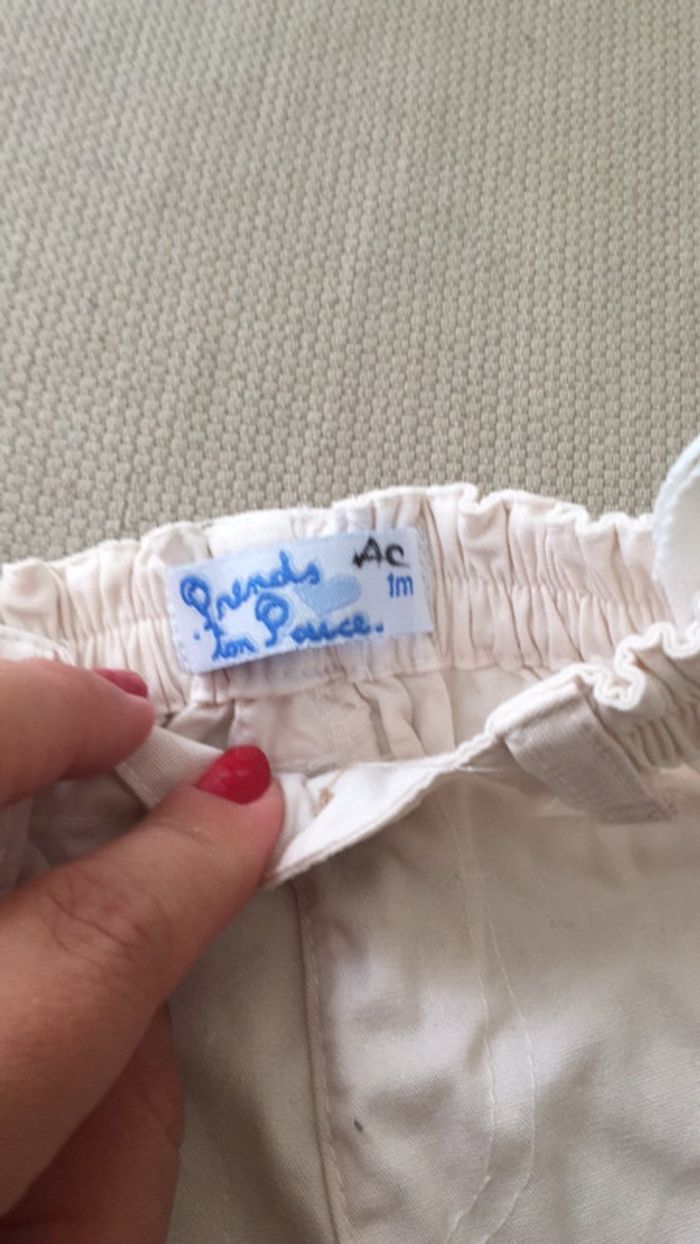 AC
Prends
1m
ton Pouce.